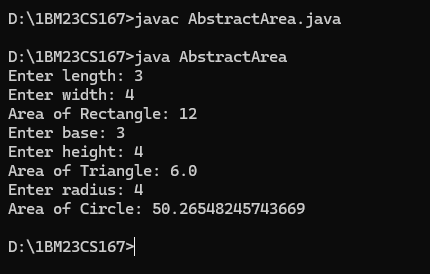 D:\1BM23CS167>javac AbstractArea.java
D:\1BM23CS167>java AbstractArea
Enter length: 3
Enter width: 4
Area of Rectangle: 12
Enter base: 3
Enter height: 4
Area of Triangle: 6.0
Enter radius: 4
Area of Circle: 50.26548245743669
D:\1BM23CS167>